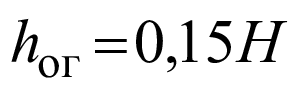 hог = 0,15H